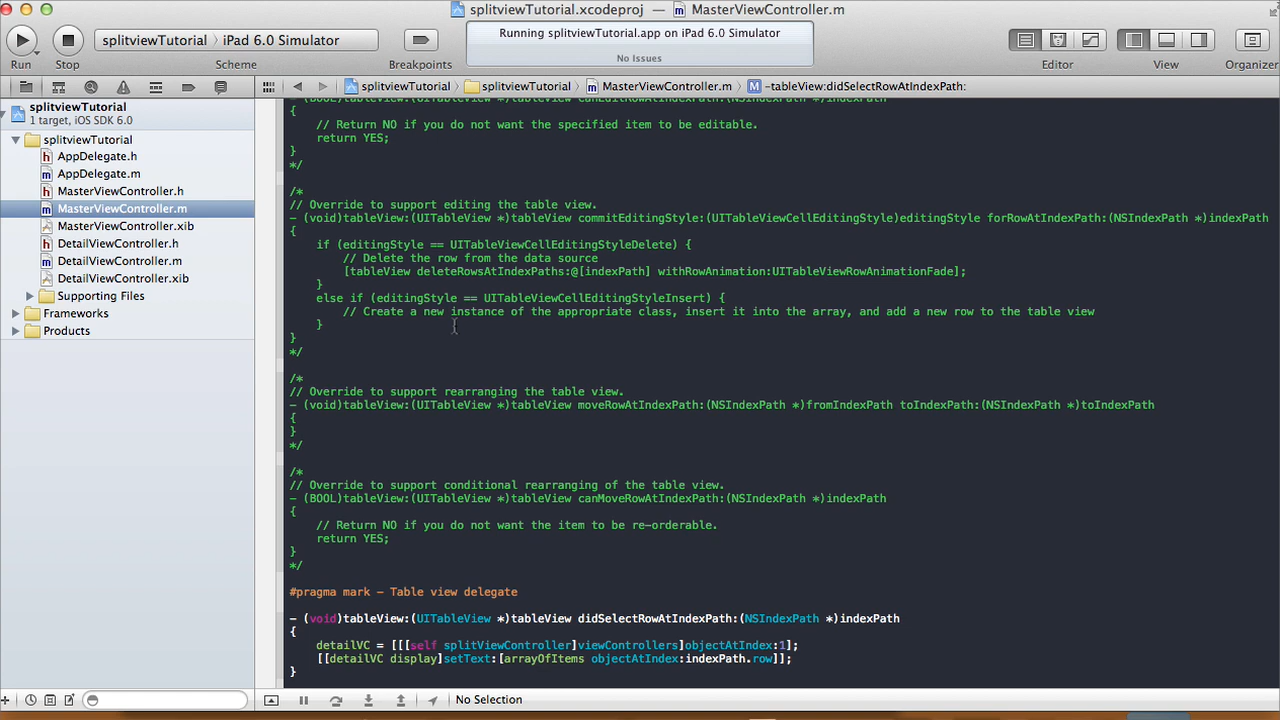 splitviewTutorial.xcodeproj — MasterViewController.m
splitviewTutorial › iPad 6.0 Simulator
Running splitviewTutorial.app on iPad 6.0 Simulator
No Issues
Run Stop Scheme Breakpoints Editor View Organizer
splitviewTutorial › splitviewTutorial › MasterViewController.m › M -tableView:didSelectRowAtIndexPath:
splitviewTutorial
1 target, iOS SDK 6.0
splitviewTutorial
h AppDelegate.h
m AppDelegate.m
h MasterViewController.h
m MasterViewController.m
MasterViewController.xib
h DetailViewController.h
m DetailViewController.m
DetailViewController.xib
Supporting Files
Frameworks
Products
- (BOOL)tableView:(UITableView *)tableView canEditRowAtIndexPath:(NSIndexPath *)indexPath
{
// Return NO if you do not want the specified item to be editable.
return YES;
}
*/
/*
// Override to support editing the table view.
- (void)tableView:(UITableView *)tableView commitEditingStyle:(UITableViewCellEditingStyle)editingStyle forRowAtIndexPath:(NSIndexPath *)indexPath
{
if (editingStyle == UITableViewCellEditingStyleDelete) {
// Delete the row from the data source
[tableView deleteRowsAtIndexPaths:@[indexPath] withRowAnimation:UITableViewRowAnimationFade];
}
else if (editingStyle == UITableViewCellEditingStyleInsert) {
// Create a new instance of the appropriate class, insert it into the array, and add a new row to the table view
}
}
*/
/*
// Override to support rearranging the table view.
- (void)tableView:(UITableView *)tableView moveRowAtIndexPath:(NSIndexPath *)fromIndexPath toIndexPath:(NSIndexPath *)toIndexPath
{
}
*/
/*
// Override to support conditional rearranging of the table view.
- (BOOL)tableView:(UITableView *)tableView canMoveRowAtIndexPath:(NSIndexPath *)indexPath
{
// Return NO if you do not want the item to be re-orderable.
return YES;
}
*/
#pragma mark - Table view delegate
- (void)tableView:(UITableView *)tableView didSelectRowAtIndexPath:(NSIndexPath *)indexPath
{
detailVC = [[[self splitViewController]viewControllers]objectAtIndex:1];
[[detailVC display]setText:[arrayOfItems objectAtIndex:indexPath.row]];
}
No Selection